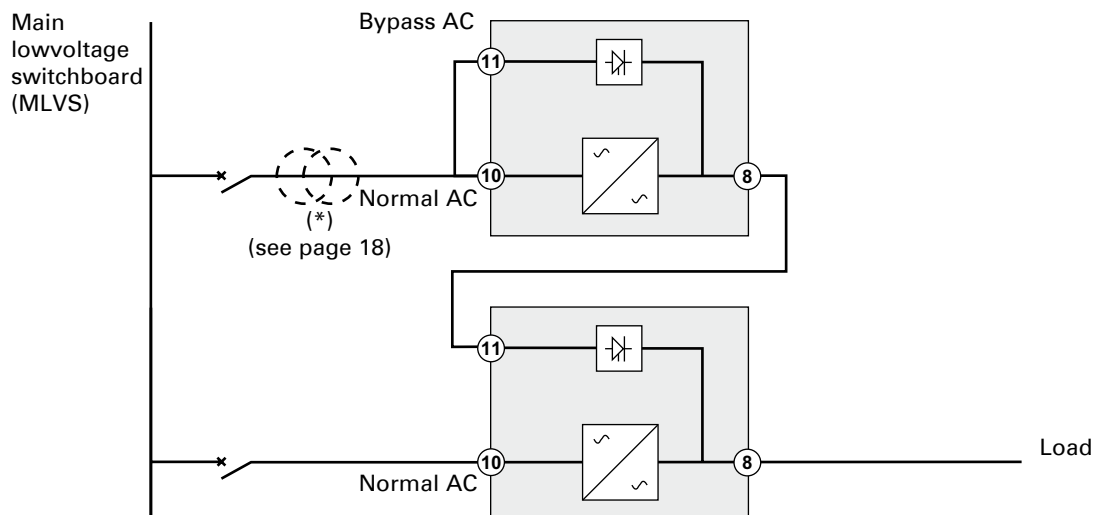 Main
lowvoltage
switchboard
(MLVS)
Bypass AC
11
10
Normal AC
8
(*)
(see page 18)
11
10
Normal AC
8
Load